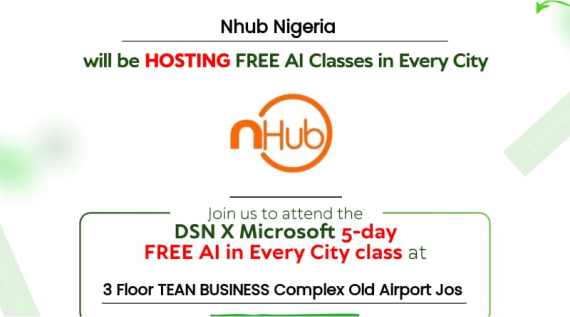 Nhub Nigeria
will be HOSTING FREE AI Classes in Every City
nHub
Join us to attend the
DSN X Microsoft 5-day
FREE AI in Every City class at
3 Floor TEAN BUSINESS Complex Old Airport Jos